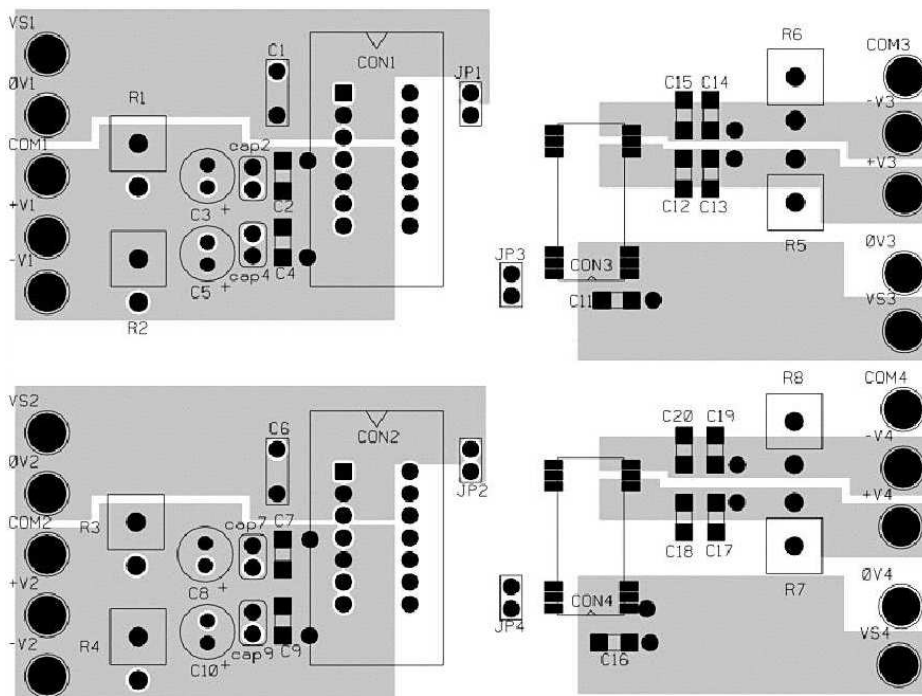 VS1
C1
CON1
JP1
ØV1
R1
COM1
cap2
C2
C3 +
+V1
-V1
C5 +
cap4
C4
R2
R6
COM3
C15 C14
-V3
+V3
C12 C13
R5
ØV3
JP3
CON3
C11
VS3
VS2
C6
CON2
JP2
ØV2
R3
COM2
cap7
C7
C8 +
+V2
-V2
R4
C10 +
cap9
C9
R8
COM4
C20 C19
-V4
+V4
C18 C17
R7
ØV4
JP4
CON4
C16
VS4